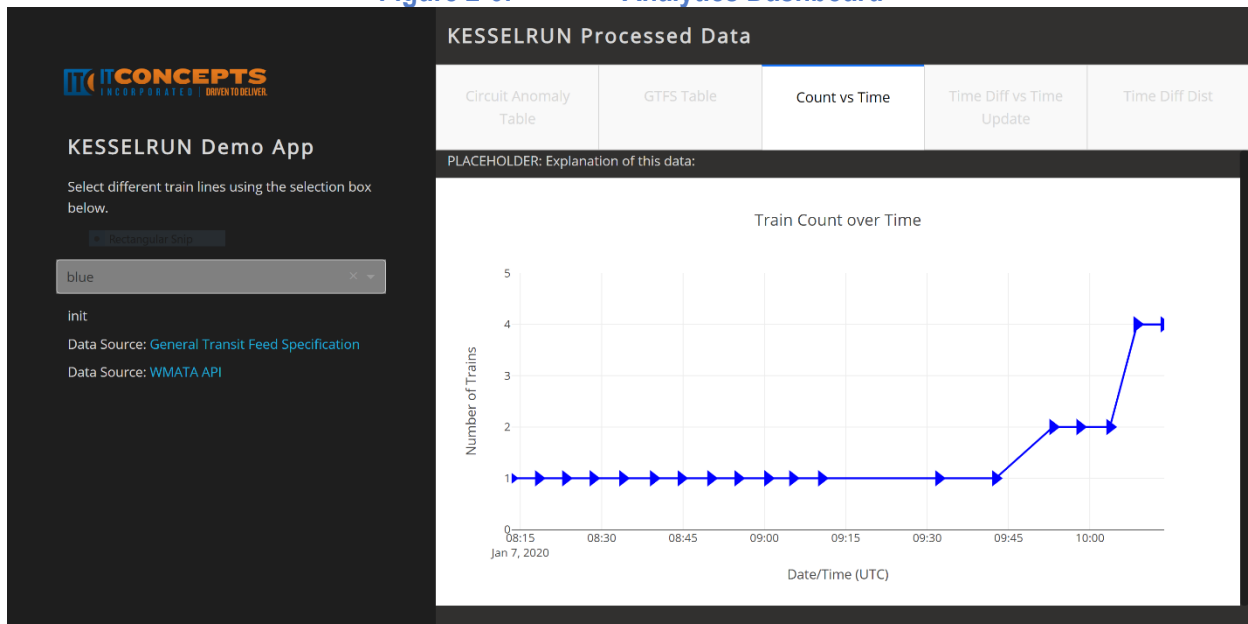 Analytics Dashboard
ITCONCEPTS
INCORPORATED | DRIVEN TO DELIVER.
KESSELRUN Demo App
Select different train lines using the selection box
below.
Rectangular Snip
blue
init
Data Source: General Transit Feed Specification
Data Source: WMATA API
KESSELRUN Processed Data
Circuit Anomaly
Table
GTFS Table
Count vs Time
Time Diff vs Time
Update
Time Diff Dist
PLACEHOLDER: Explanation of this data:
Train Count over Time
Number of Trains
5
4
3
2
1
0
08:15
Jan 7, 2020
08:30
08:45
09:00
09:15
09:30
09:45
10:00
Date/Time (UTC)